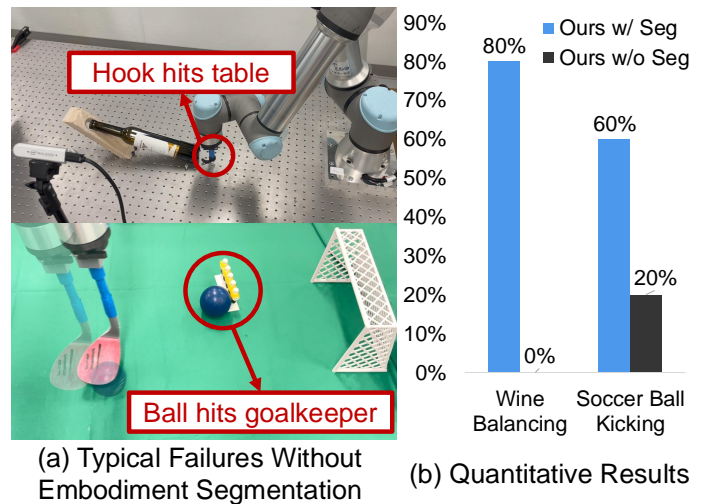 Hook hits table
Ball hits goalkeeper
(a) Typical Failures Without
Embodiment Segmentation
90%
80%
70%
60%
50%
40%
30%
20%
10%
0%
Ours w/ Seg
Ours w/o Seg
80%
0%
60%
20%
Wine
Balancing
Soccer Ball
Kicking
(b) Quantitative Results